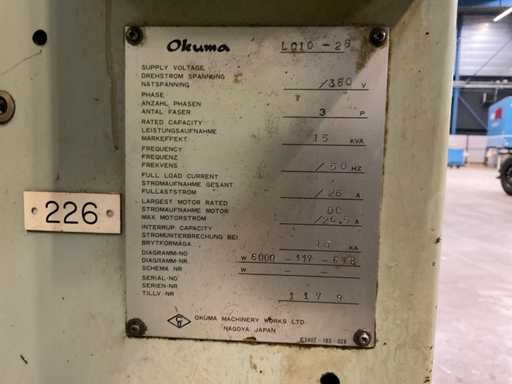 Okuma LC10-2S
SUPPLY VOLTAGE
DREHSTROM SPANNUNG
NATSPANNING /380 V
PHASE
ANZAHL PHASEN
ANTAL FASER 3 P
RATED CAPACITY
LEISTUNGSAUFNAHME
MARKEFFEKT 15 KVA
FREQUENCY
FREQUENZ
FREKVENS /50 HZ
FULL LOAD CURRENT
STROMAUFNAHME GESAMT
FULLASTSTROM /26 A
LARGEST MOTOR RATED
STROMAUFNAHME MOTOR DC
MAX MOTORSTROM A
INTERRUP CAPACITY
STROMUNTERBRECHUNG BEI
BRYTFORMAGA KA
226
DIAGRAMM-NO
DIAGRAMM-NR W 6000
SCHEMA NR W - -
SERIAL-NO
SERIEN-NR
TILLV.-NR 1179
OKUMA MACHINERY WORKS LTD.
NAGOYA JAPAN